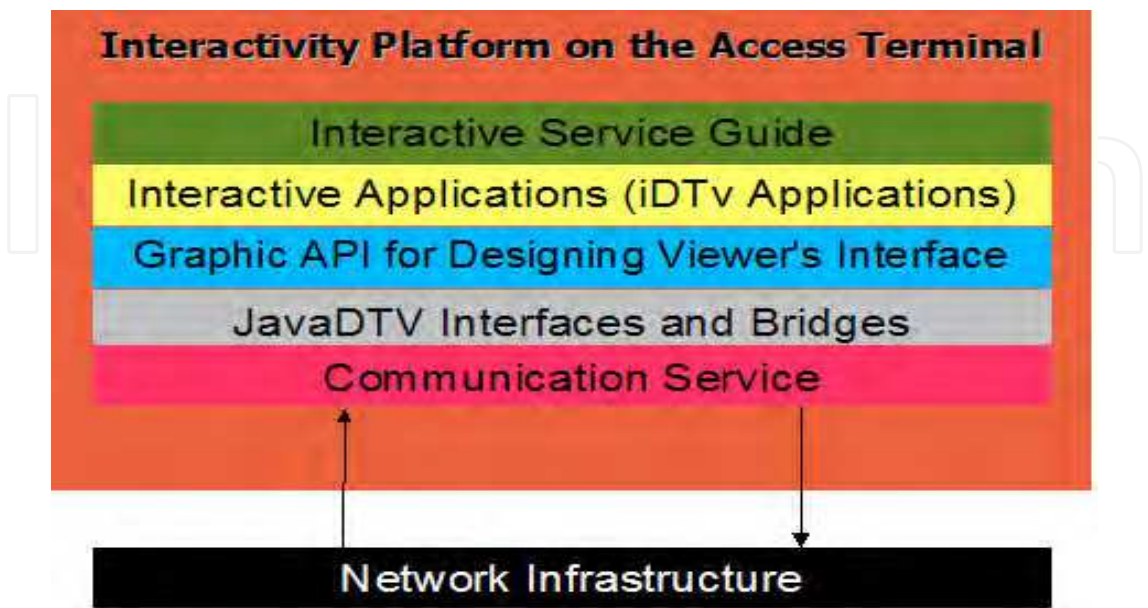 Interactivity Platform on the Access Terminal
Interactive Service Guide
Interactive Applications (iDTv Applications)
Graphic API for Designing Viewer's Interface
JavaDTV Interfaces and Bridges
Communication Service
Network Infrastructure